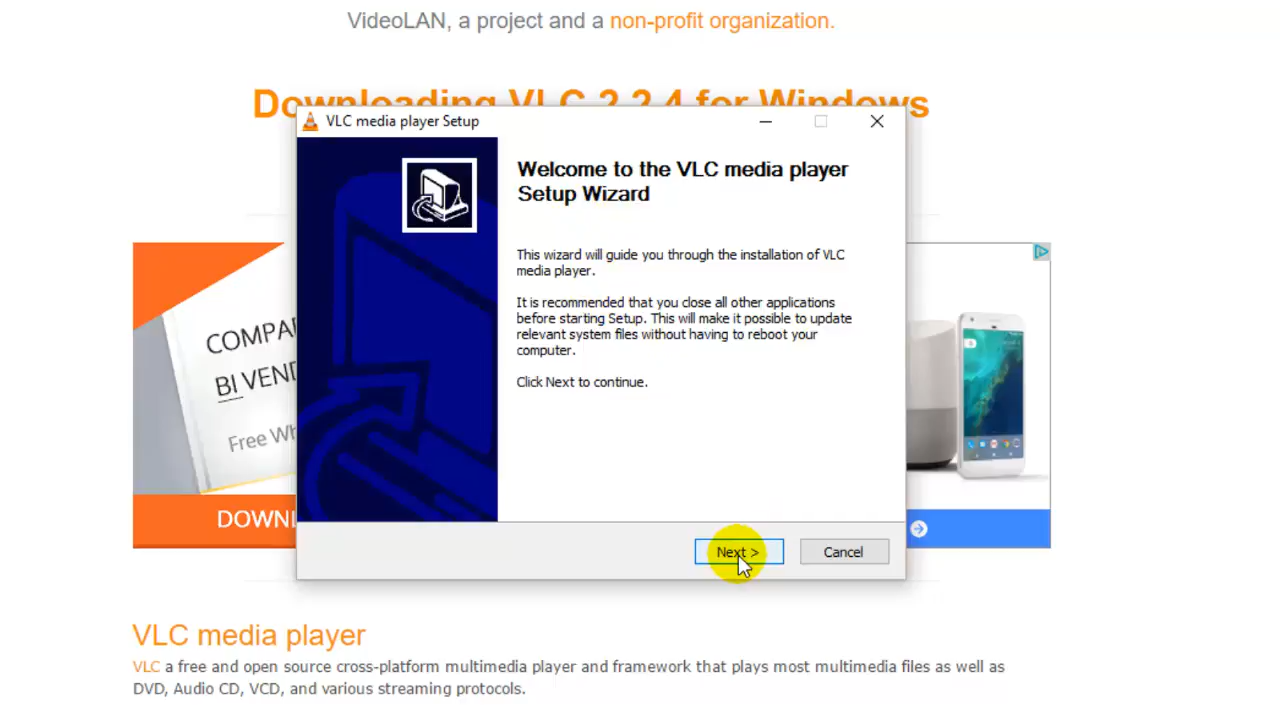 VideoLAN, a project and a non-profit organization.
Downloading VLC 2.2.4 for Windows
VLC media player Setup
Welcome to the VLC media player
Setup Wizard
This wizard will guide you through the installation of VLC
media player.
It is recommended that you close all other applications
before starting Setup. This will make it possible to update
relevant system files without having to reboot your
computer.
Click Next to continue.
COMPA
BI VEND
Free Wh
DOWNL
Next >
Cancel
VLC media player
VLC a free and open source cross-platform multimedia player and framework that plays most multimedia files as well as
DVD, Audio CD, VCD, and various streaming protocols.